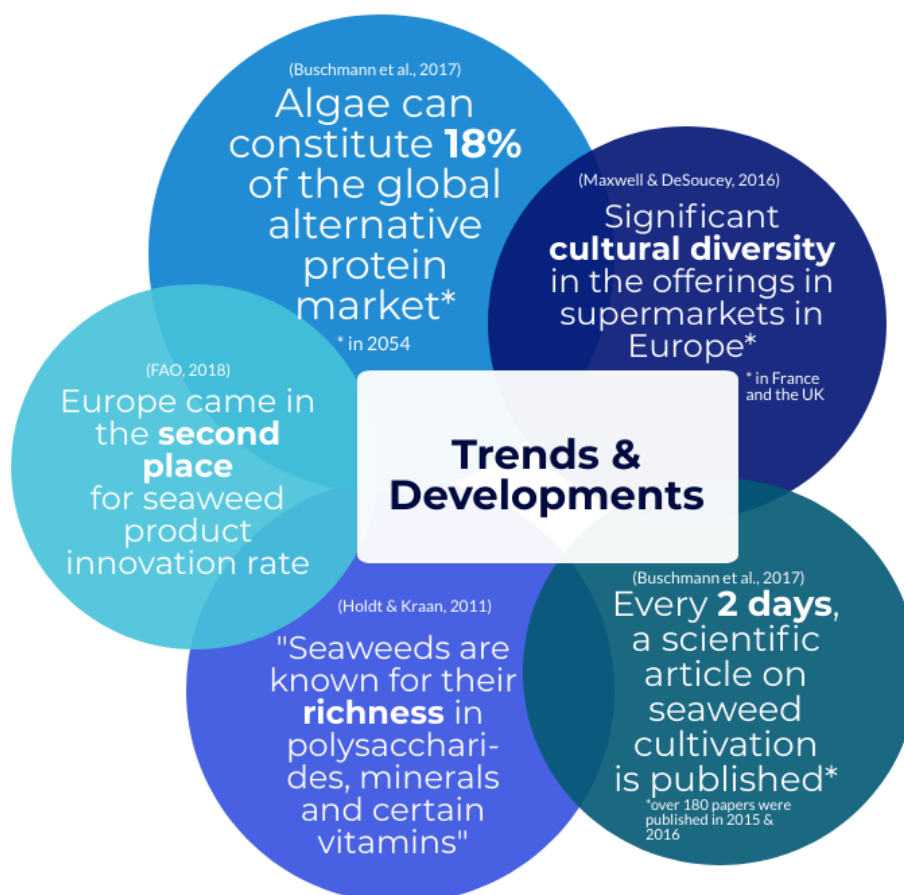 (Buschmann et al., 2017)
Algae can
constitute 18%
of the global
alternative
protein
market*
* in 2054
(Maxwell & DeSoucey, 2016)
Significant
cultural diversity
in the offerings in
supermarkets in
Europe*
* in France
and the UK
(FAO, 2018)
Europe came in
the second
place
for seaweed
product
innovation rate
Trends &
Developments
(Holdt & Kraan, 2011)
"Seaweeds are
known for their
richness in
polysacchari-
des, minerals
and certain
vitamins"
(Buschmann et al., 2017)
Every 2 days,
a scientific
article on
seaweed
cultivation
is published*
*over 180 papers were
published in 2015 &
2016